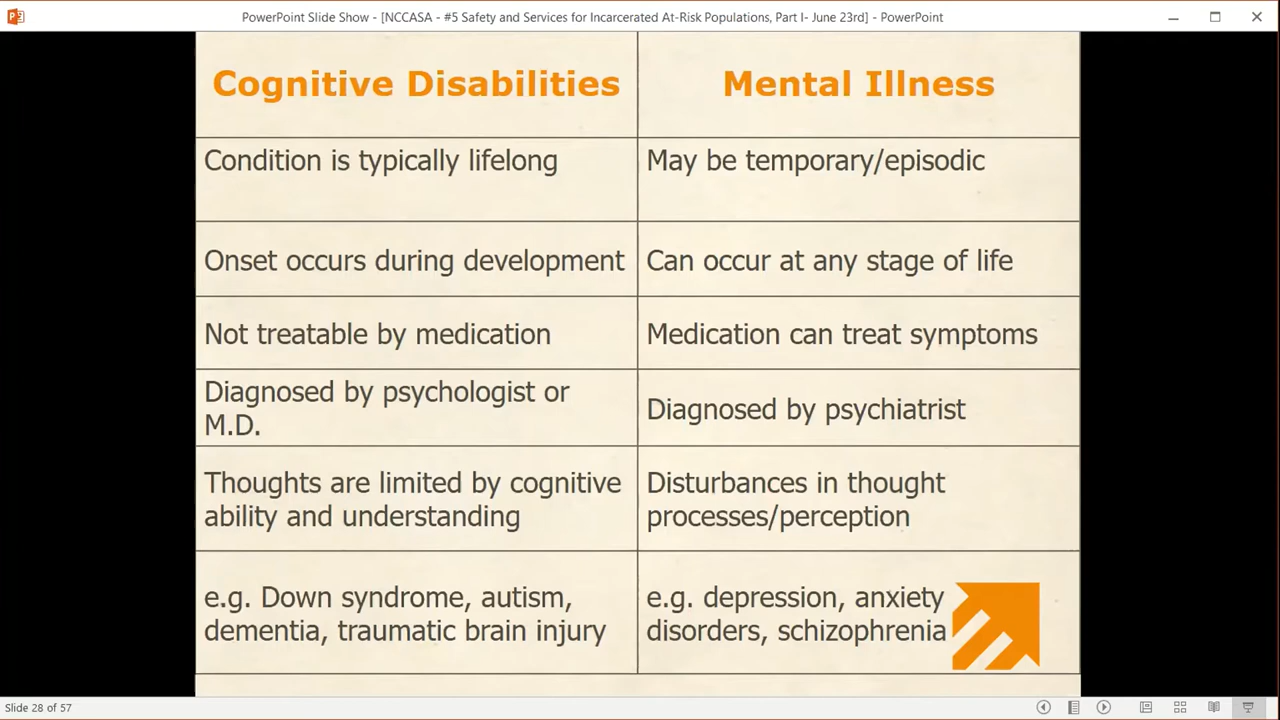 PowerPoint Slide Show - [NCCASA - #5 Safety and Services for Incarcerated At-Risk Populations, Part I- June 23rd] - PowerPoint
Cognitive Disabilities
Mental Illness
Condition is typically lifelong
May be temporary/episodic
Onset occurs during development
Can occur at any stage of life
Not treatable by medication
Medication can treat symptoms
Diagnosed by psychologist or
M.D.
Diagnosed by psychiatrist
Thoughts are limited by cognitive
ability and understanding
Disturbances in thought
processes/perception
e.g. Down syndrome, autism,
dementia, traumatic brain injury
e.g. depression, anxiety
disorders, schizophrenia
Slide 28 of 57